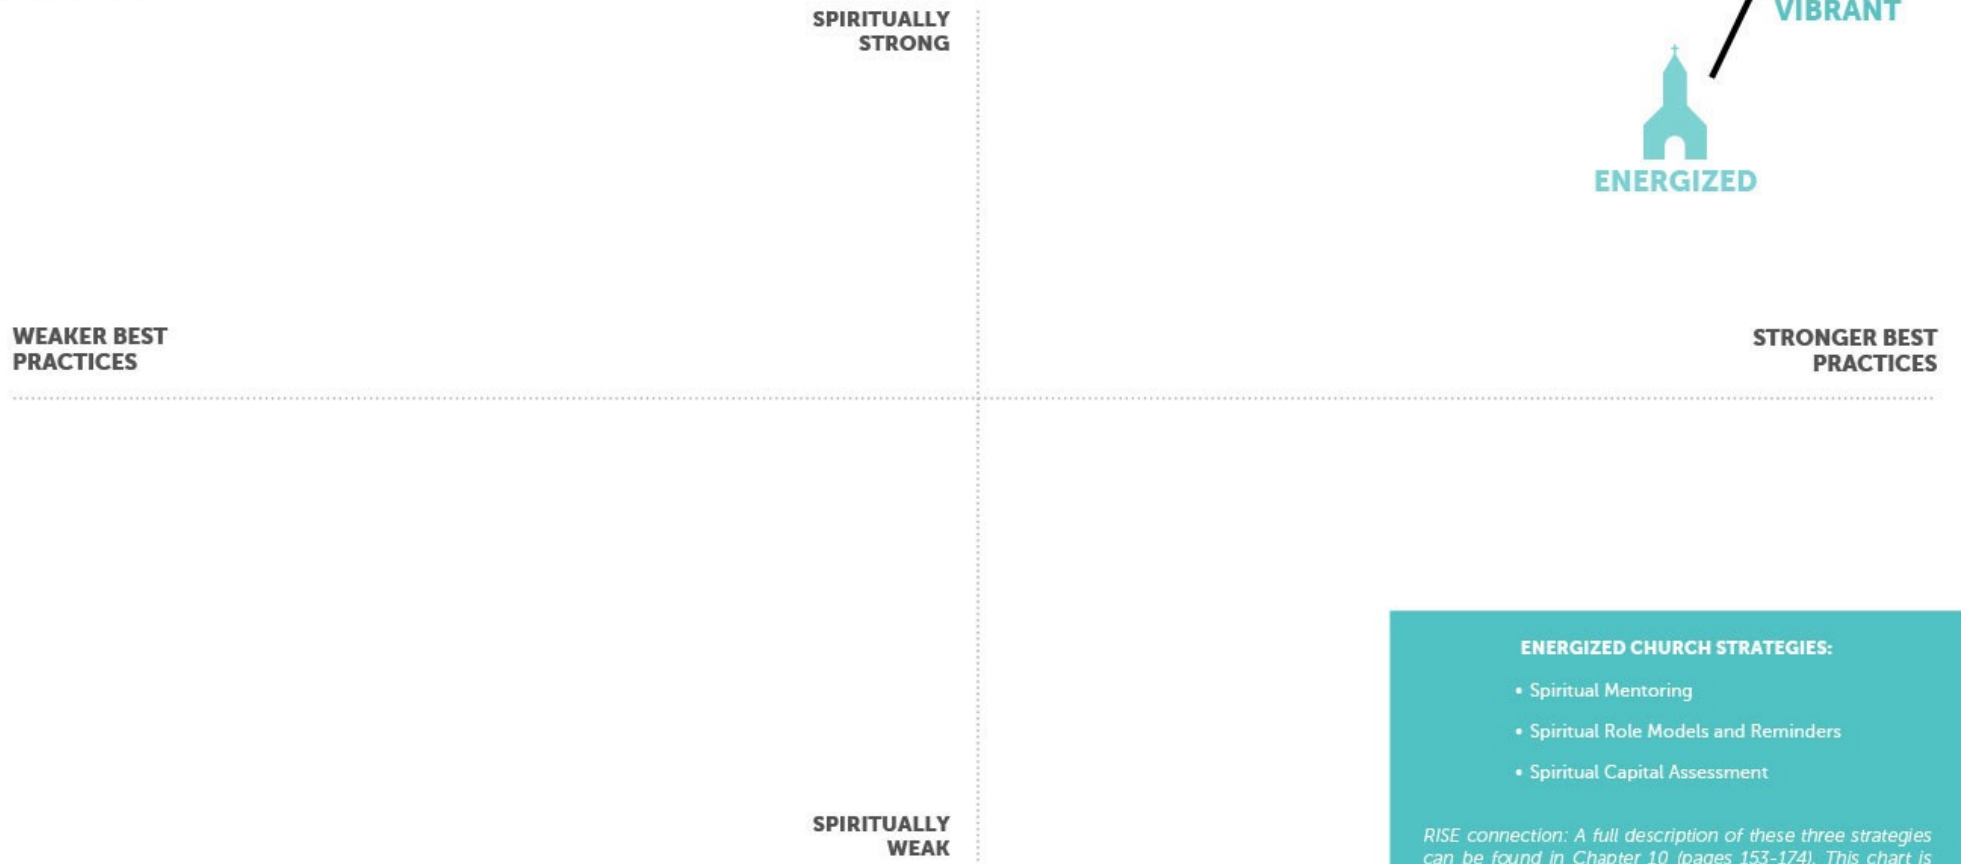 SPIRITUALLY
STRONG
VIBRANT
ENERGIZED
WEAKER BEST
PRACTICES
STRONGER BEST
PRACTICES
SPIRITUALLY
WEAK
ENERGIZED CHURCH STRATEGIES:
• Spiritual Mentoring
• Spiritual Role Models and Reminders
• Spiritual Capital Assessment
RISE connection: A full description of these three strategies
can be found in Chapter 10 (pages 153-174). This chart is